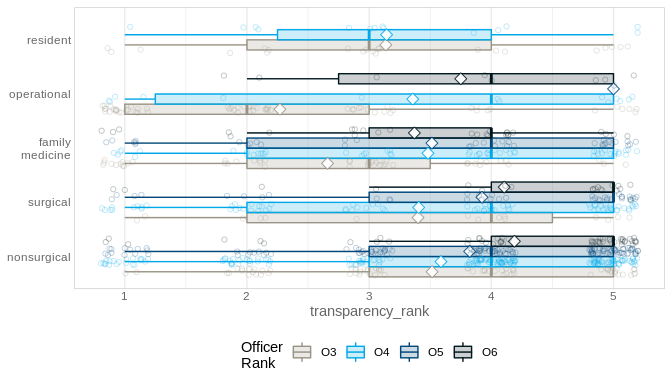 resident
operational
family
medicine
surgical
nonsurgical
1 2 3 4 5
transparency_rank
Officer
Rank
O3 O4 O5 O6